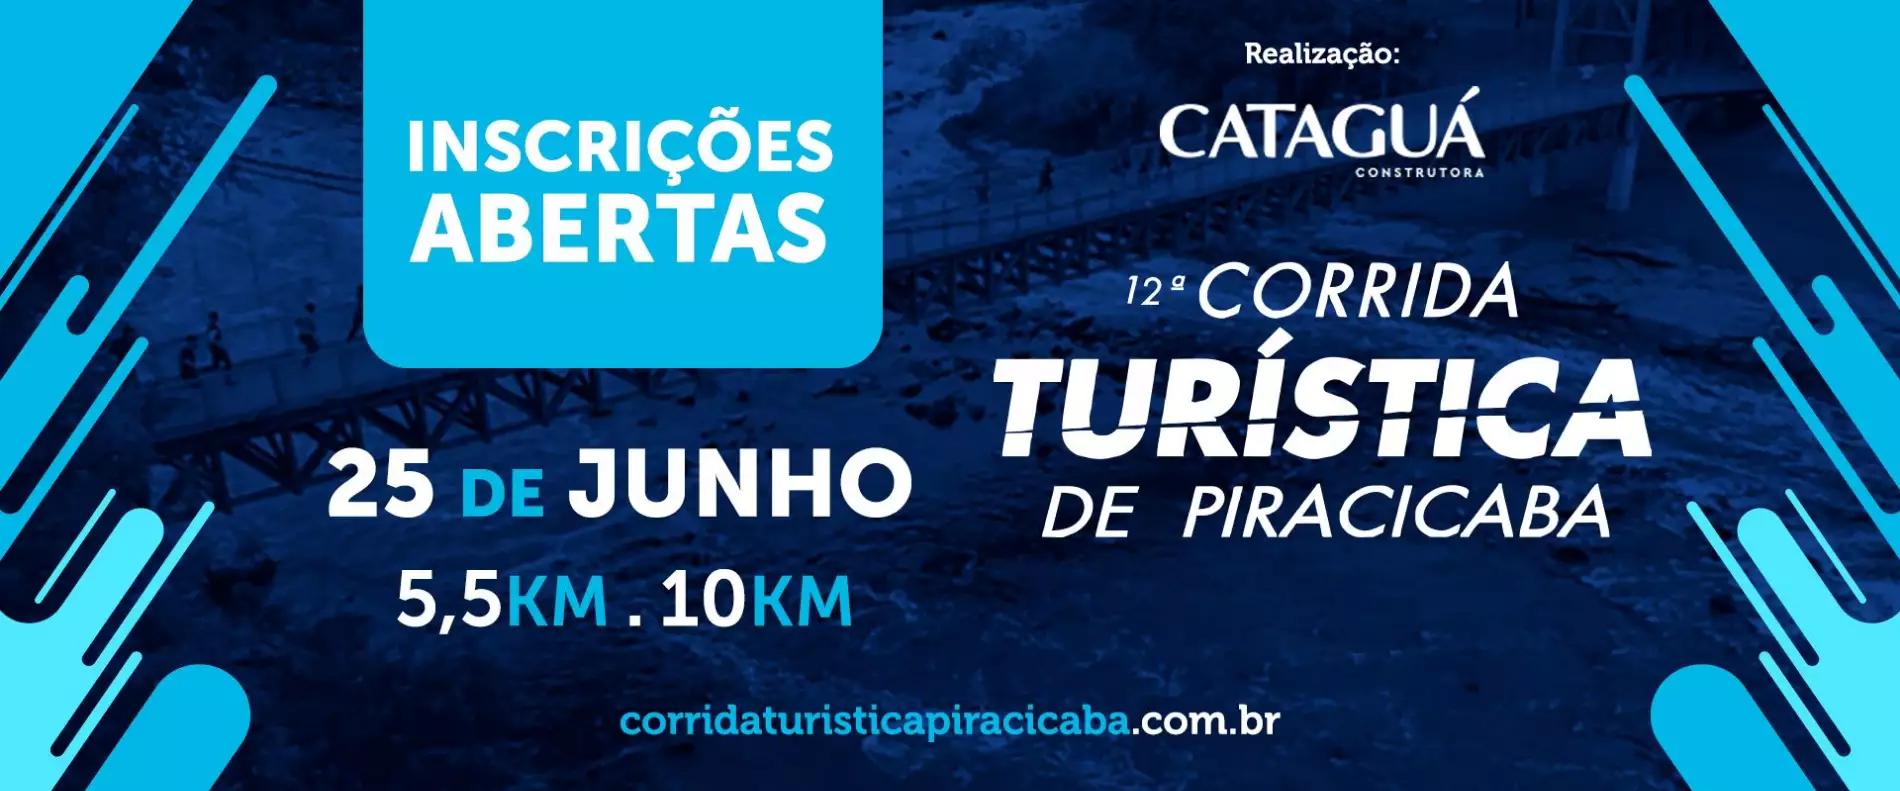 INSCRIÇÕES
ABERTAS
25 DE JUNHO
5,5KM . 10KM
Realização:
CATAGUÁ
CONSTRUTORA
12ª CORRIDA
TURÍSTICA
DE PIRACICABA
corridaturisticapiracicaba.com.br